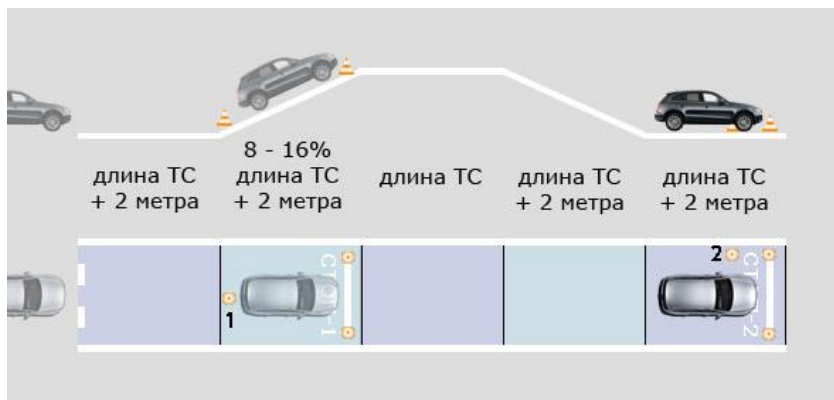 8 - 16%
длина ТС
+ 2 метра
длина ТС
+ 2 метра
длина ТС
длина ТС
+ 2 метра
длина ТС
+ 2 метра
1
2